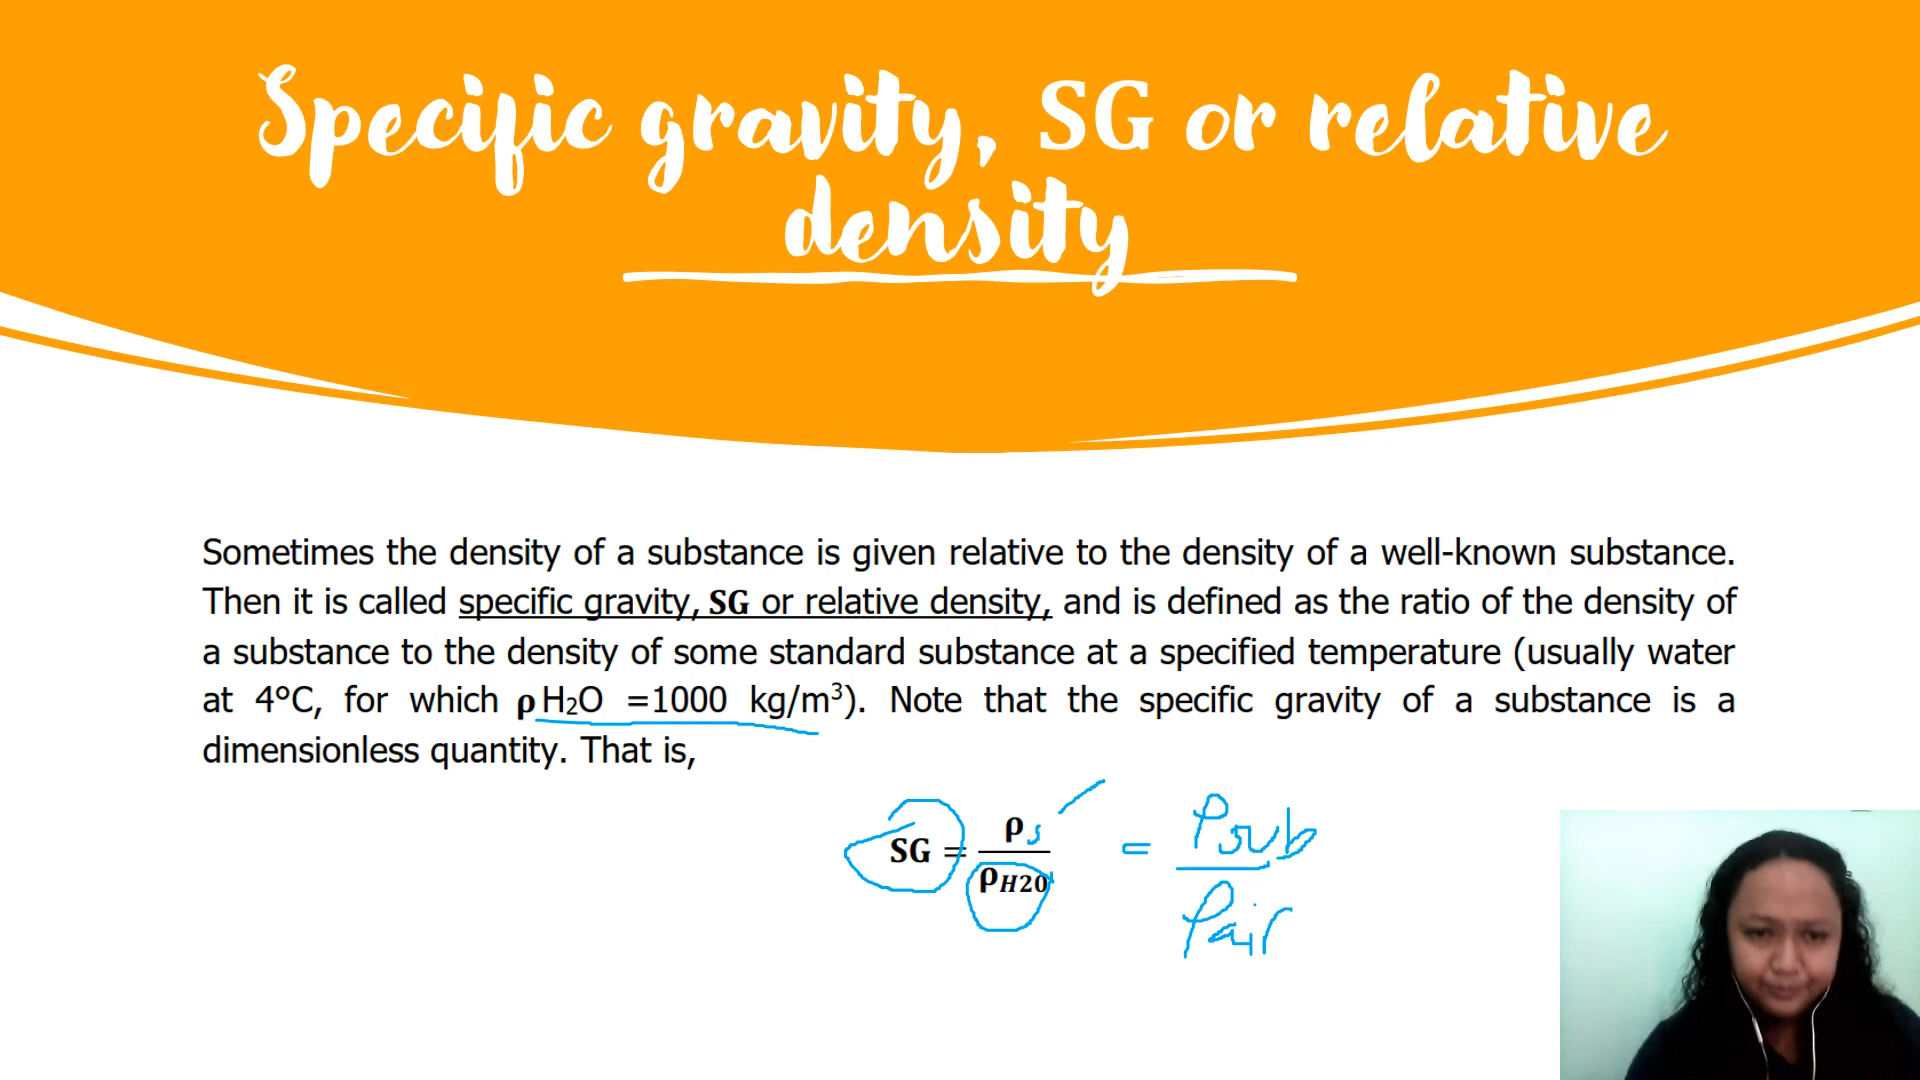 Specific gravity, SG or relative
density
Sometimes the density of a substance is given relative to the density of a well-known substance.
Then it is called specific gravity, SG or relative density, and is defined as the ratio of the density of
a substance to the density of some standard substance at a specified temperature (usually water
at 4°C, for which ρ H₂O =1000 kg/m³). Note that the specific gravity of a substance is a
dimensionless quantity. That is,
SG = ρs / ρH20 = ρsub / ρair